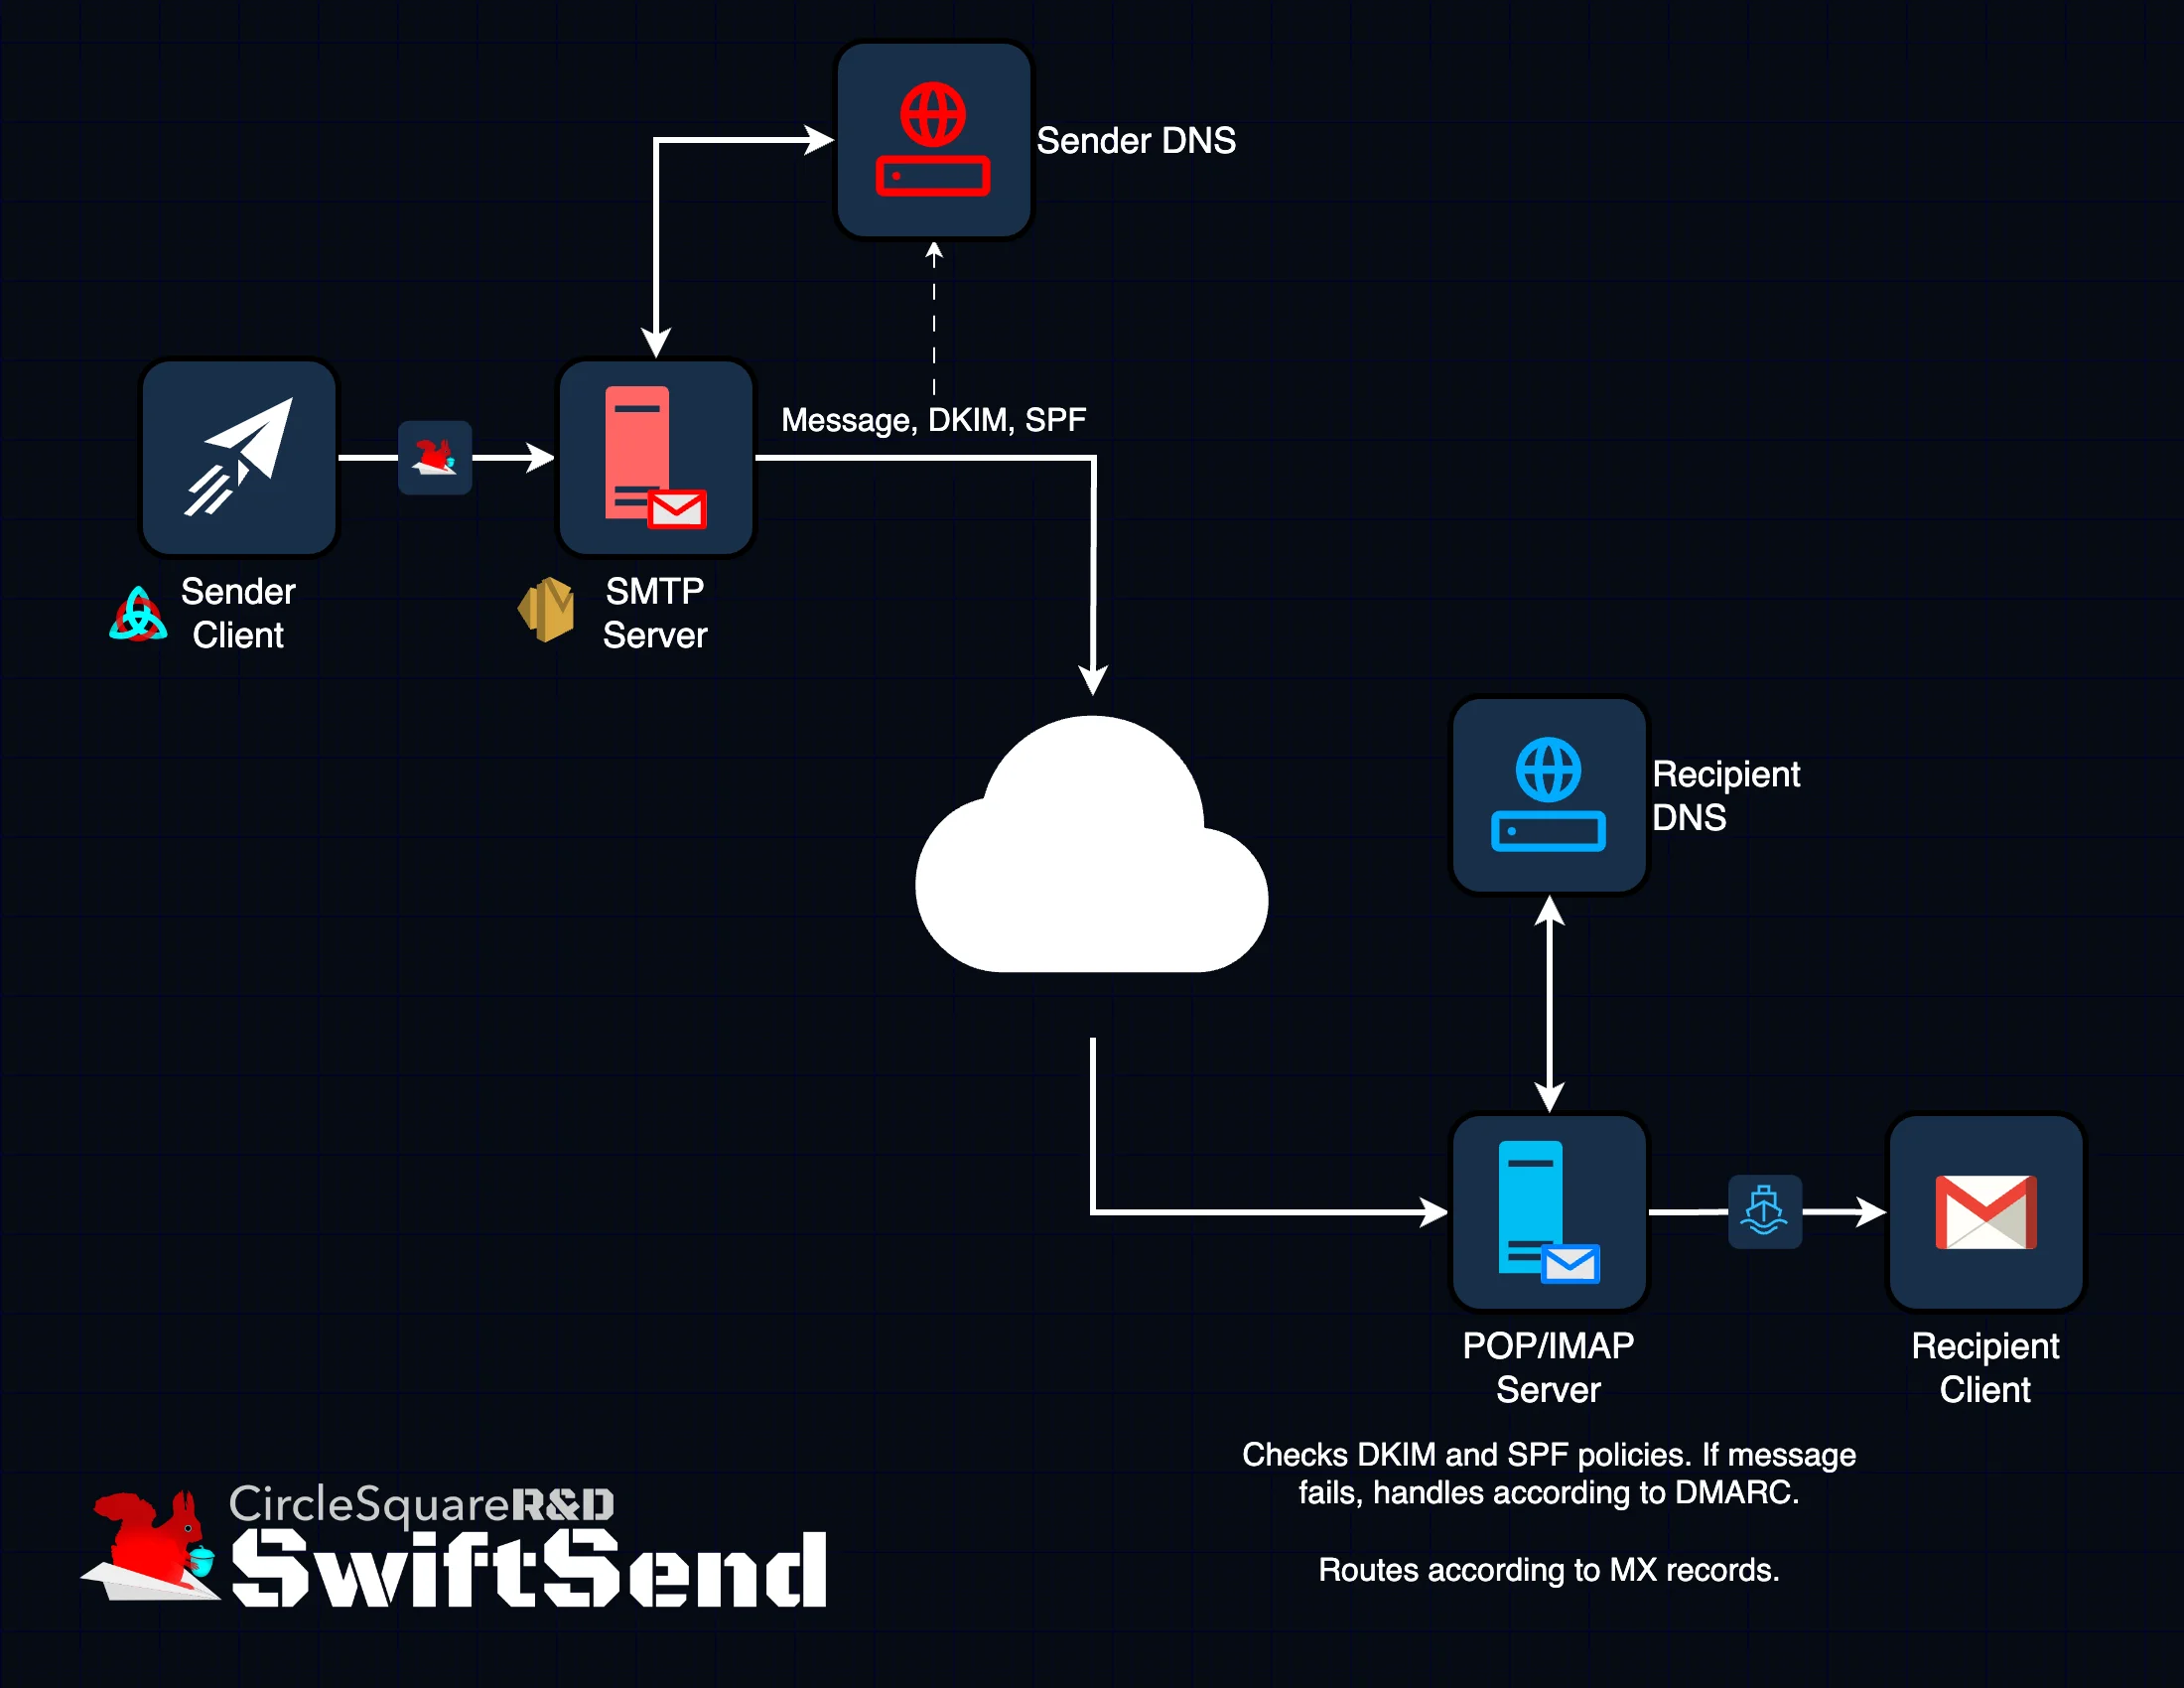 Sender DNS
Message, DKIM, SPF
Sender
Client
SMTP
Server
Recipient
DNS
POP/IMAP
Server
Recipient
Client
Checks DKIM and SPF policies. If message
fails, handles according to DMARC.
Routes according to MX records.
CircleSquareR&D
SwiftSend